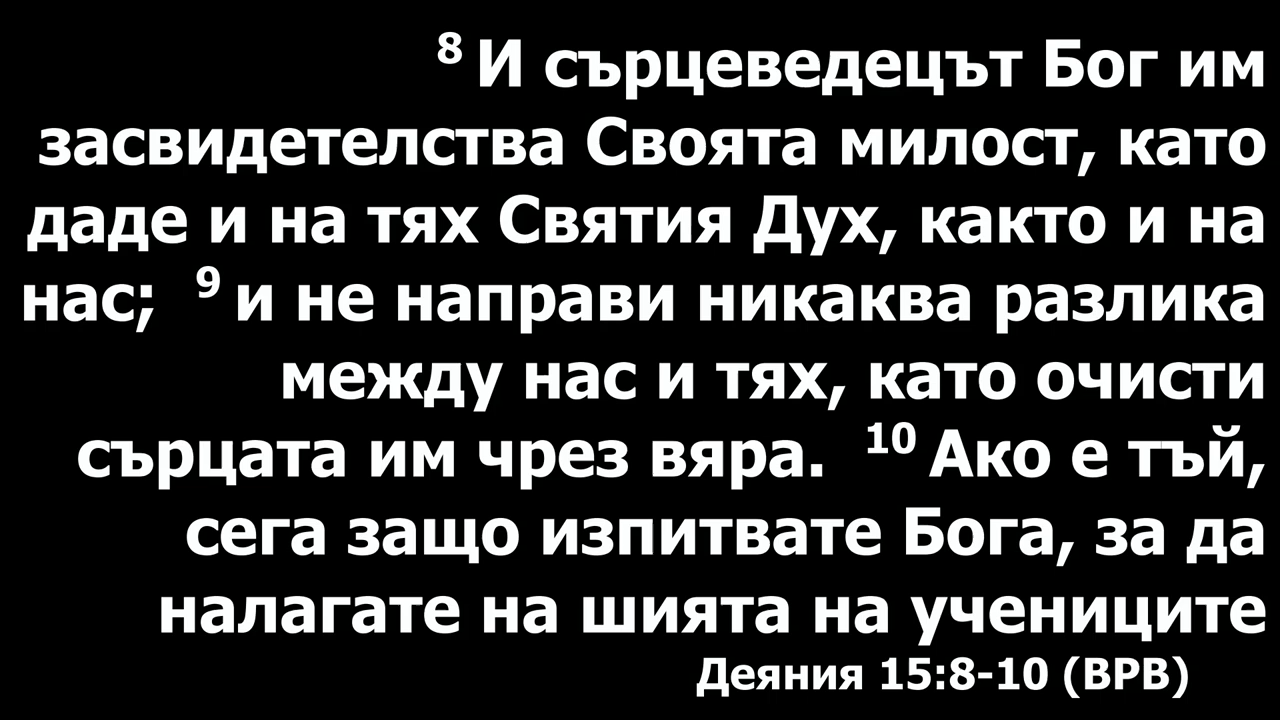 ⁸ И сърцеведецът Бог им
засвидетелства Своята милост, като
даде и на тях Святия Дух, както и на
нас; ⁹ и не направи никаква разлика
между нас и тях, като очисти
сърцата им чрез вяра. ¹⁰ Ако е тъй,
сега защо изпитвате Бога, за да
налагате на шията на учениците
Деяния 15:8-10 (ВРВ)